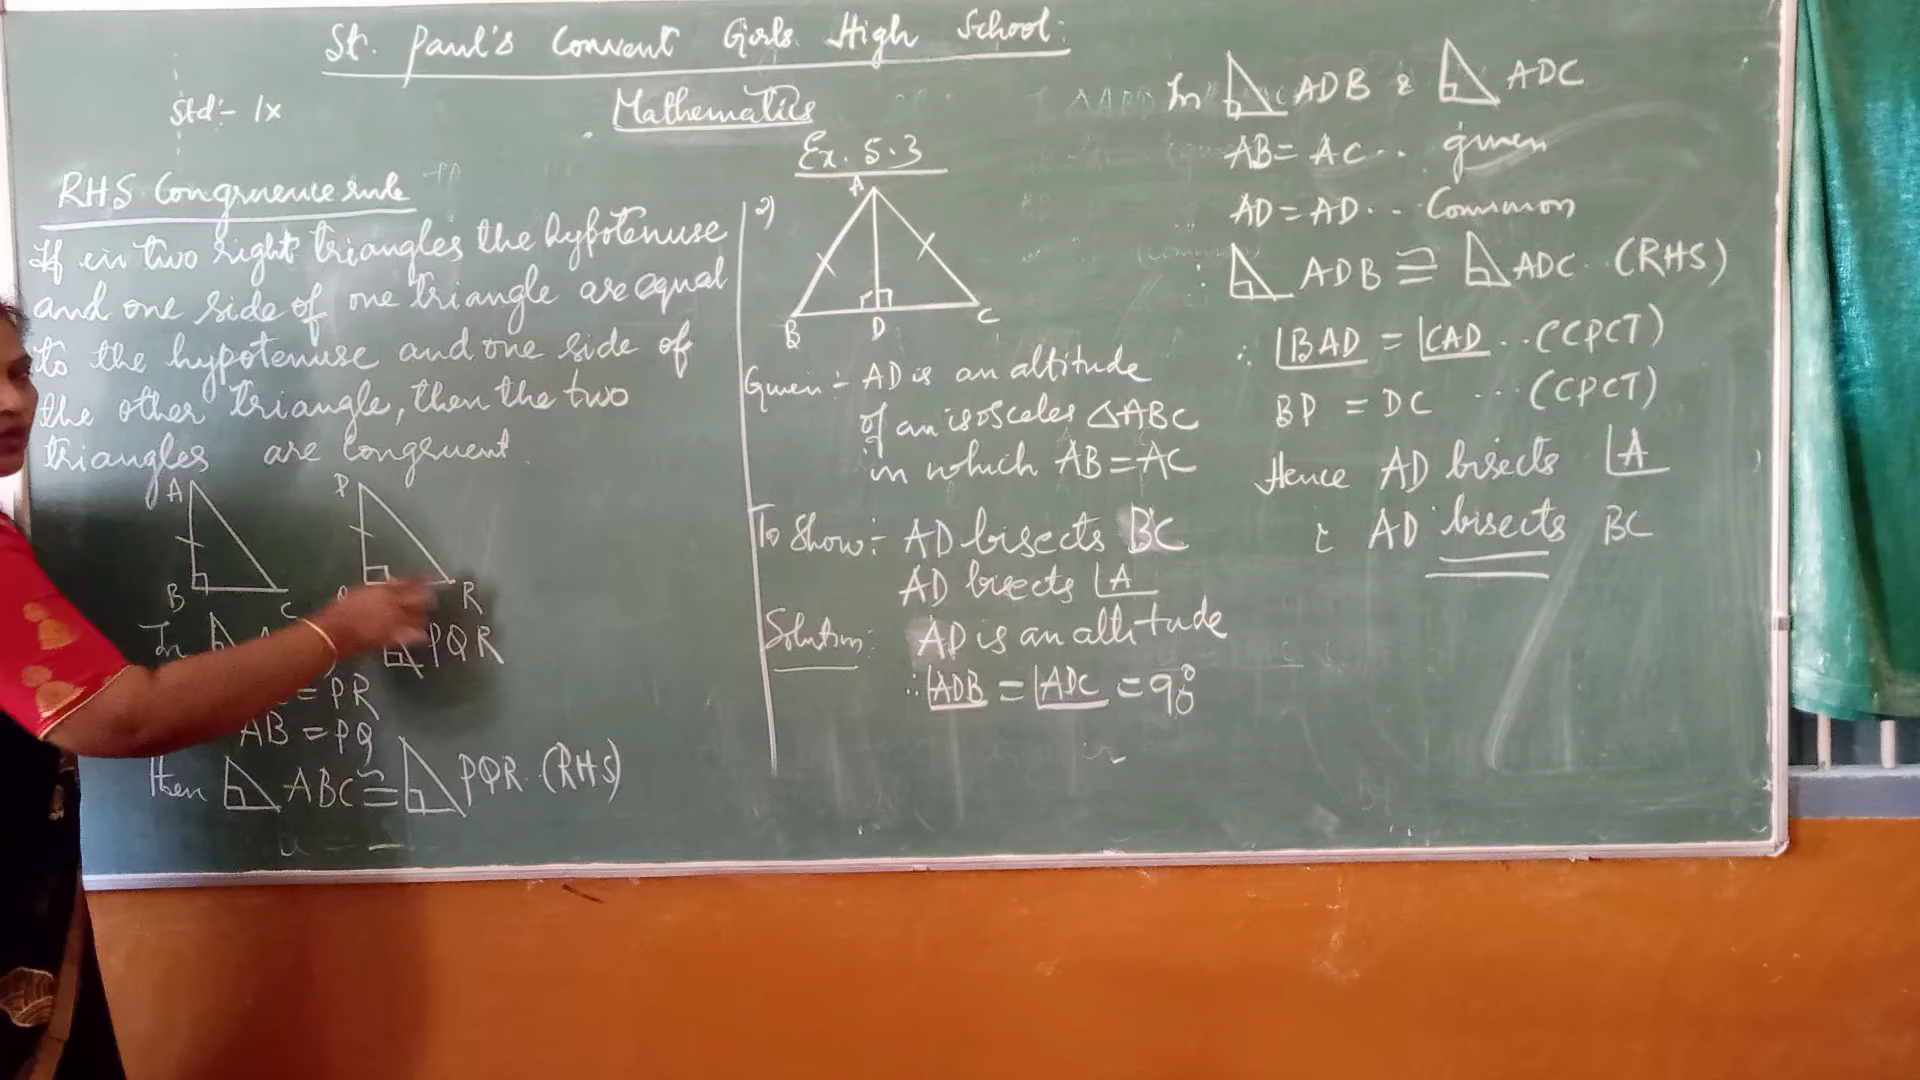 St. Paul's Convent Girls High School.
Std:- IX
Mathematics
Ex. 5.3
RHS Congruence rule
If in two right triangles the hypotenuse
and one side of one triangle are equal
to the hypotenuse and one side of
the other triangle, then the two
triangles are congruent.
A
B
C
P
R
In
PQR
= PR
AB = PQ
Then ◺ ABC ≅ ◺ PQR (RHS)
2)
A
B
D
C
Given:- AD is an altitude
of an isosceles △ABC
in which AB = AC
To Show:- AD bisects BC
AD bisects ∠A
Solution: AD is an altitude
∴ ∠ADB = ∠ADC = 90°
In ◺ ADB & ◺ ADC
AB = AC .. given
AD = AD .. Common
∴ ◺ ADB ≅ ◺ ADC .. (RHS)
∴ ∠BAD = ∠CAD .. (CPCT)
BD = DC ... (CPCT)
Hence AD bisects ∠A
& AD bisects BC